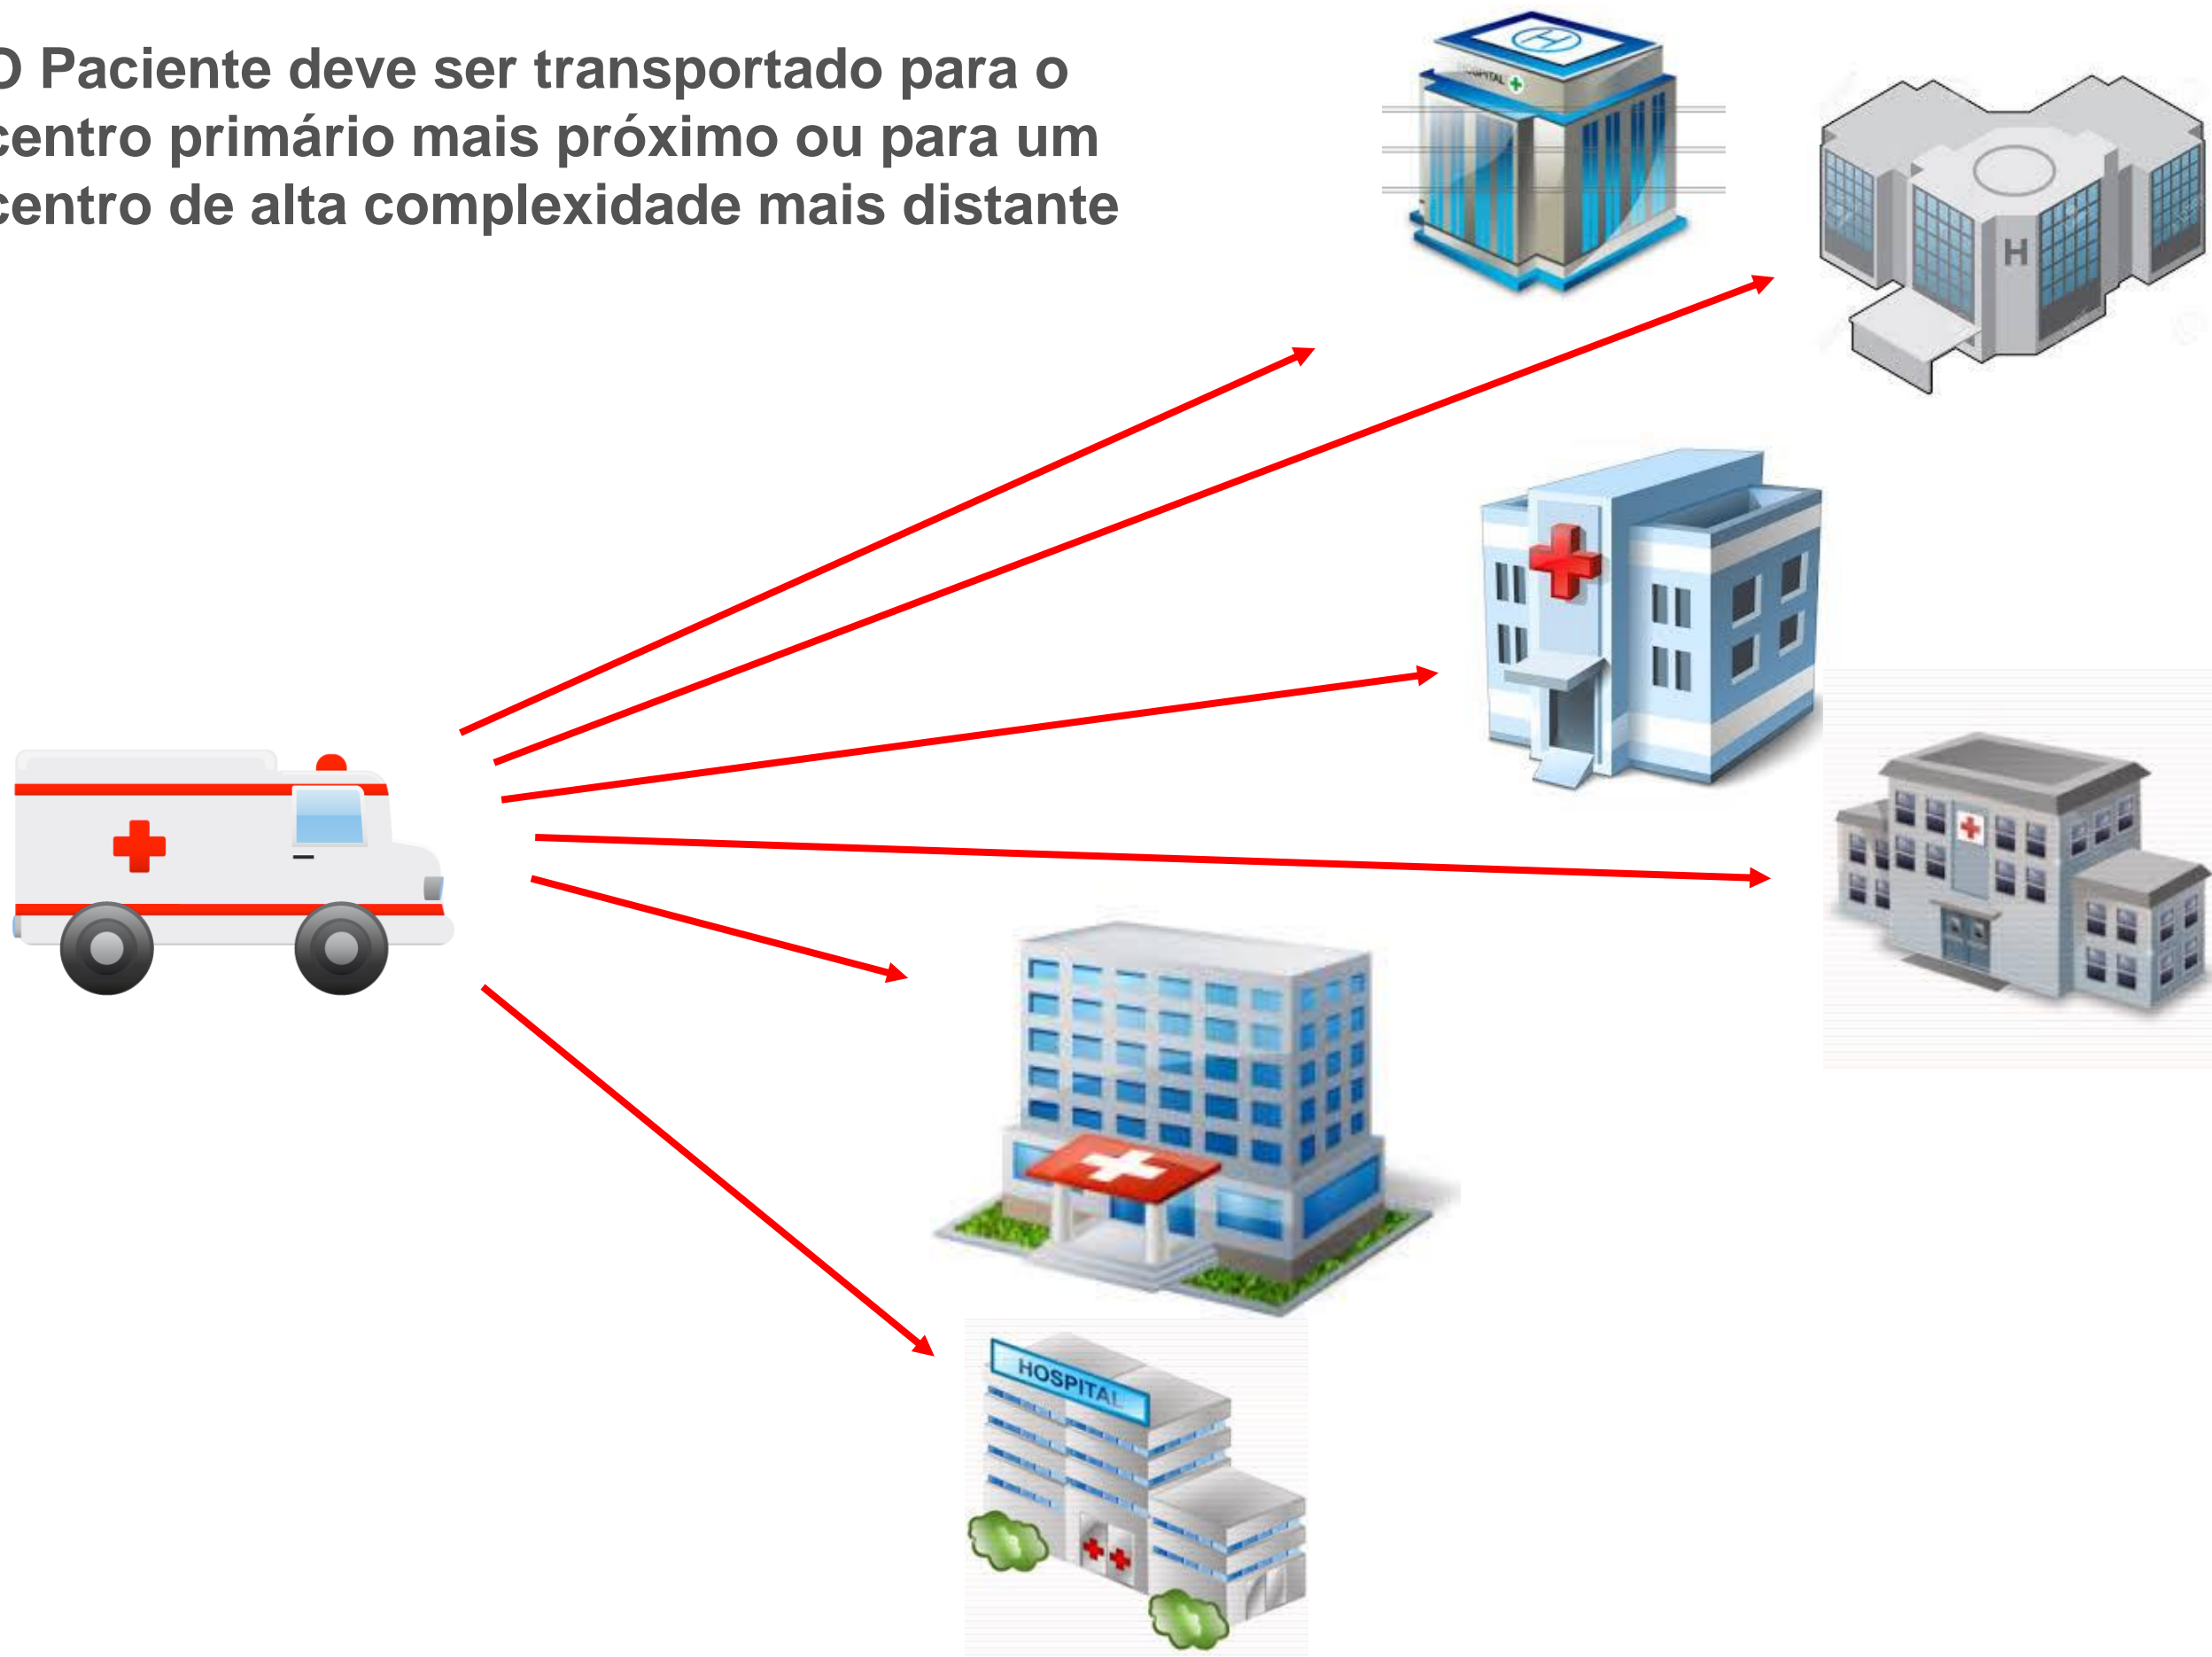 O Paciente deve ser transportado para o
centro primário mais próximo ou para um
centro de alta complexidade mais distante
HOSPITAL
H
H
HOSPITAL